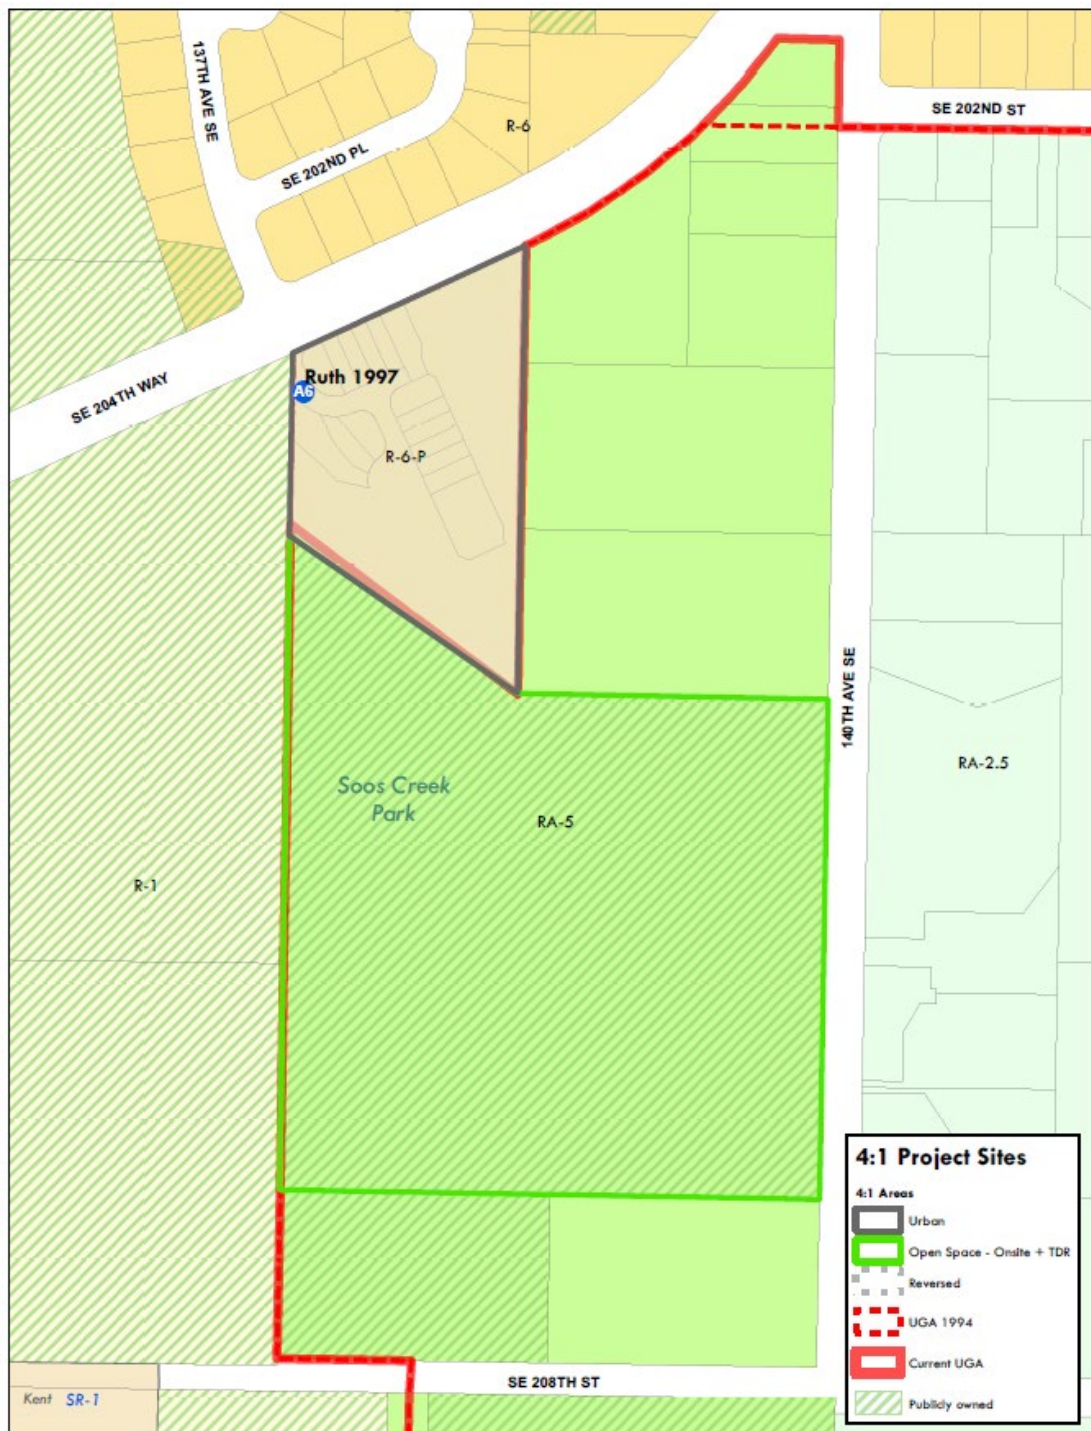 137TH AVE SE
R-6
SE 202ND ST
SE 202ND PL
Ruth 1997
A6
SE 204TH WAY
R-6-P
140TH AVE SE
RA-2.5
Soos Creek
Park
RA-5
R-1
4:1 Project Sites
4:1 Areas
Urban
Open Space - Onsite + TDR
Reversed
UGA 1994
Current UGA
Publicly owned
SE 208TH ST
Kent SR-1